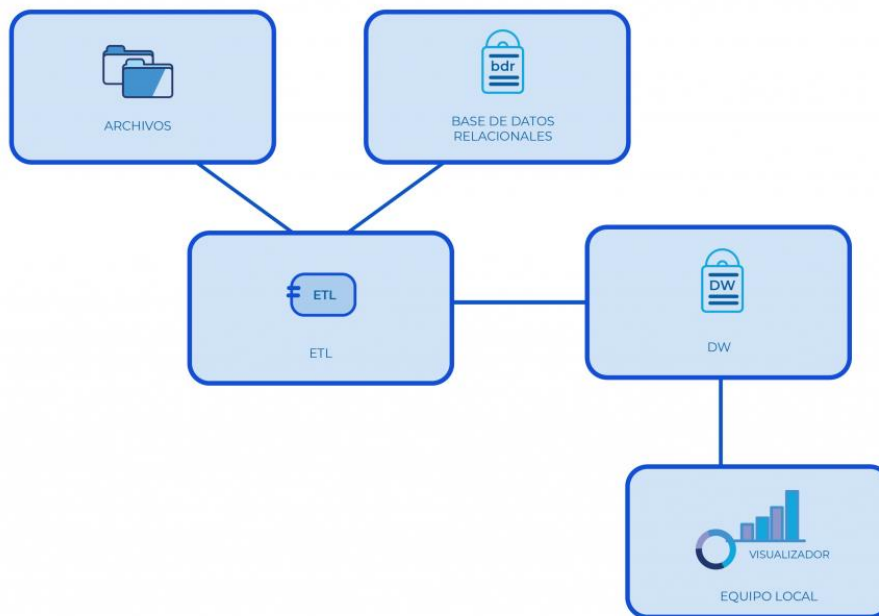 ARCHIVOS
bdr
BASE DE DATOS
RELACIONALES
ETL
ETL
DW
DW
VISUALIZADOR
EQUIPO LOCAL